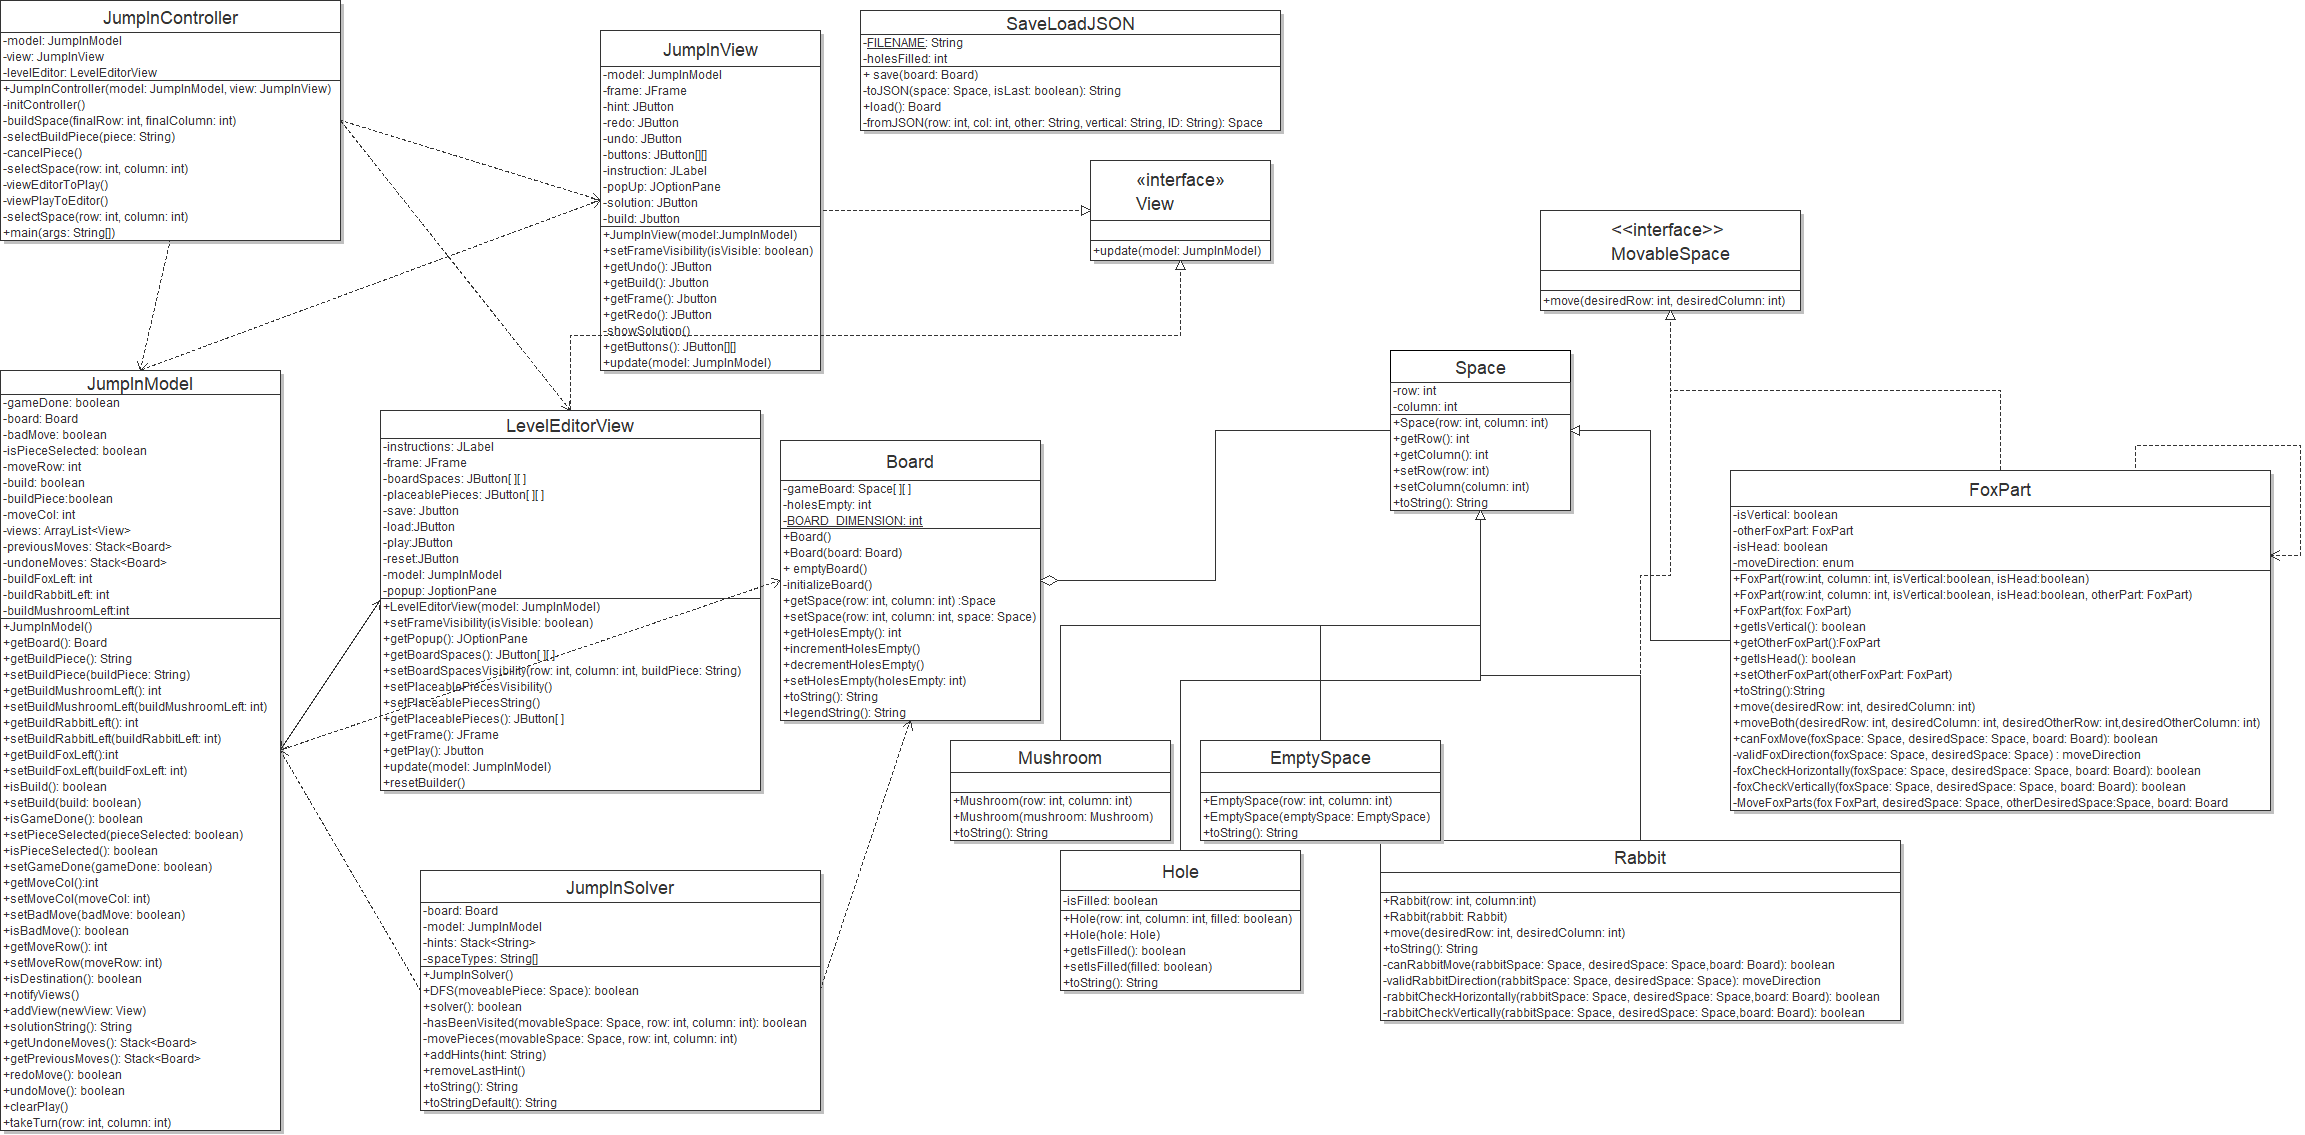 JumpInController
-model: JumpInModel
-view: JumpInView
-levelEditor: LevelEditorView
+JumpInController(model: JumpInModel, view: JumpInView)
-initController()
-buildSpace(finalRow: int, finalColumn: int)
-selectBuildPiece(piece: String)
-cancelPiece()
-selectSpace(row: int, column: int)
-viewEditorToPlay()
-viewPlayToEditor()
-selectSpace(row: int, column: int)
+main(args: String[])
JumpInView
-model: JumpInModel
-frame: JFrame
-hint: JButton
-redo: JButton
-undo: JButton
-buttons: JButton[][]
-instruction: JLabel
-popUp: JOptionPane
-solution: JButton
-build: Jbutton
+JumpInView(model:JumpInModel)
+setFrameVisibility(isVisible: boolean)
+getUndo(): JButton
+getBuild(): Jbutton
+getFrame(): Jbutton
+getRedo(): JButton
-showSolution()
+getButtons(): JButton[][]
+update(model: JumpInModel)
SaveLoadJSON
-FILENAME: String
-holesFilled: int
+ save(board: Board)
-toJSON(space: Space, isLast: boolean): String
+load(): Board
-fromJSON(row: int, col: int, other: String, vertical: String, ID: String): Space
«interface»
View
+update(model: JumpInModel)
<<interface>>
MovableSpace
+move(desiredRow: int, desiredColumn: int)
JumpInModel
-gameDone: boolean
-board: Board
-badMove: boolean
-isPieceSelected: boolean
-moveRow: int
-build: boolean
-buildPiece:boolean
-moveCol: int
-views: ArrayList<View>
-previousMoves: Stack<Board>
-undoneMoves: Stack<Board>
-buildFoxLeft: int
-buildRabbitLeft: int
-buildMushroomLeft:int
+JumpInModel()
+getBoard(): Board
+getBuildPiece(): String
+setBuildPiece(buildPiece: String)
+getBuildMushroomLeft(): int
+setBuildMushroomLeft(buildMushroomLeft: int)
+getBuildRabbitLeft(): int
+setBuildRabbitLeft(buildRabbitLeft: int)
+getBuildFoxLeft():int
+setBuildFoxLeft(buildFoxLeft: int)
+isBuild(): boolean
+setBuild(build: boolean)
+isGameDone(): boolean
+setPieceSelected(pieceSelected: boolean)
+isPieceSelected(): boolean
+setGameDone(gameDone: boolean)
+getMoveCol():int
+setMoveCol(moveCol: int)
+setBadMove(badMove: boolean)
+isBadMove(): boolean
+getMoveRow(): int
+setMoveRow(moveRow: int)
+isDestination(): boolean
+notifyViews()
+addView(newView: View)
+solutionString(): String
+getUndoneMoves(): Stack<Board>
+getPreviousMoves(): Stack<Board>
+redoMove(): boolean
+undoMove(): boolean
+clearPlay()
+takeTurn(row: int, column: int)
LevelEditorView
-instructions: JLabel
-frame: JFrame
-boardSpaces: JButton[ ][ ]
-placeablePieces: JButton[ ][ ]
-save: Jbutton
-load:JButton
-play:JButton
-reset:JButton
-model: JumpInModel
-popup: JoptionPane
+LevelEditorView(model: JumpInModel)
+setFrameVisibility(isVisible: boolean)
+getPopup(): JOptionPane
+getBoardSpaces(): JButton[ ][ ]
+setBoardSpacesVisibility(row: int, column: int, buildPiece: String)
+setPlaceablePiecesVisibility()
+setPlaceablePiecesString()
+getPlaceablePieces(): JButton[ ]
+getFrame(): JFrame
+getPlay(): Jbutton
+update(model: JumpInModel)
+resetBuilder()
Board
-gameBoard: Space[ ][ ]
-holesEmpty: int
-BOARD_DIMENSION: int
+Board()
+Board(board: Board)
+ emptyBoard()
-initializeBoard()
+getSpace(row: int, column: int) :Space
+setSpace(row: int, column: int, space: Space)
+getHolesEmpty(): int
+incrementHolesEmpty()
+decrementHolesEmpty()
+setHolesEmpty(holesEmpty: int)
+toString(): String
+legendString(): String
Space
-row: int
-column: int
+Space(row: int, column: int)
+getRow(): int
+getColumn(): int
+setRow(row: int)
+setColumn(column: int)
+toString(): String
FoxPart
-isVertical: boolean
-otherFoxPart: FoxPart
-isHead: boolean
-moveDirection: enum
+FoxPart(row:int, column: int, isVertical:boolean, isHead:boolean)
+FoxPart(row:int, column: int, isVertical:boolean, isHead:boolean, otherPart: FoxPart)
+FoxPart(fox: FoxPart)
+getIsVertical(): boolean
+getOtherFoxPart():FoxPart
+getIsHead(): boolean
+setOtherFoxPart(otherFoxPart: FoxPart)
+toString():String
+move(desiredRow: int, desiredColumn: int)
+moveBoth(desiredRow: int, desiredColumn: int, desiredOtherRow: int,desiredOtherColumn: int)
+canFoxMove(foxSpace: Space, desiredSpace: Space, board: Board): boolean
-validFoxDirection(foxSpace: Space, desiredSpace: Space) : moveDirection
-foxCheckHorizontally(foxSpace: Space, desiredSpace: Space, board: Board): boolean
-foxCheckVertically(foxSpace: Space, desiredSpace: Space, board: Board): boolean
-MoveFoxParts(fox FoxPart, desiredSpace: Space, otherDesiredSpace:Space, board: Board
Mushroom
+Mushroom(row: int, column: int)
+Mushroom(mushroom: Mushroom)
+toString(): String
EmptySpace
+EmptySpace(row: int, column: int)
+EmptySpace(emptySpace: EmptySpace)
+toString(): String
Hole
-isFilled: boolean
+Hole(row: int, column: int, filled: boolean)
+Hole(hole: Hole)
+getIsFilled(): boolean
+setIsFilled(filled: boolean)
+toString(): String
Rabbit
+Rabbit(row: int, column:int)
+Rabbit(rabbit: Rabbit)
+move(desiredRow: int, desiredColumn: int)
+toString(): String
-canRabbitMove(rabbitSpace: Space, desiredSpace: Space,board: Board): boolean
-validRabbitDirection(rabbitSpace: Space, desiredSpace: Space): moveDirection
-rabbitCheckHorizontally(rabbitSpace: Space, desiredSpace: Space,board: Board): boolean
-rabbitCheckVertically(rabbitSpace: Space, desiredSpace: Space,board: Board): boolean
JumpInSolver
-board: Board
-model: JumpInModel
-hints: Stack<String>
-spaceTypes: String[]
+JumpInSolver()
+DFS(moveablePiece: Space): boolean
+solver(): boolean
-hasBeenVisited(movableSpace: Space, row: int, column: int): boolean
-movePieces(movableSpace: Space, row: int, column: int)
+addHints(hint: String)
+removeLastHint()
+toString(): String
+toStringDefault(): String